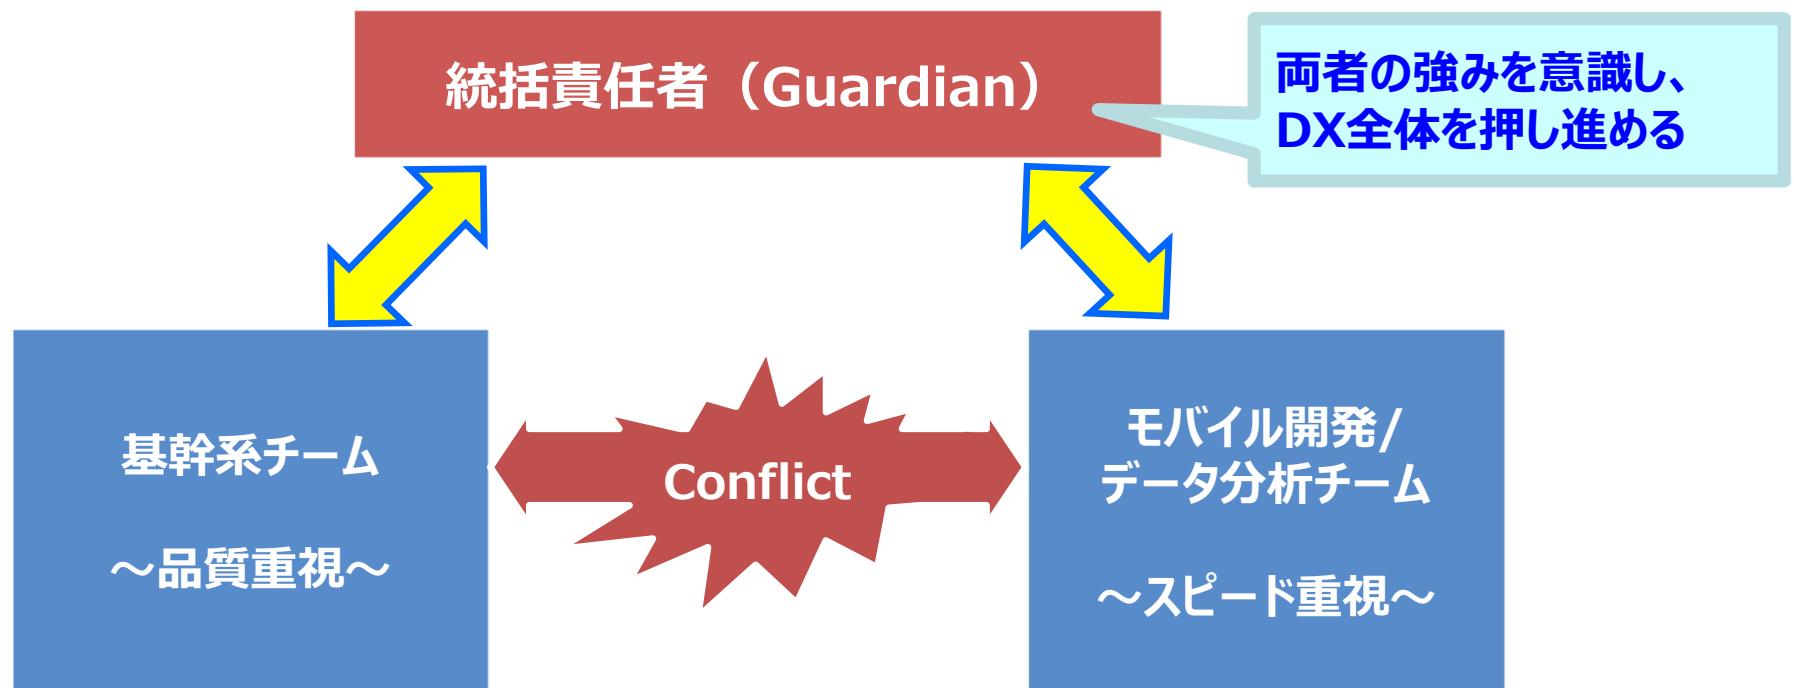 統括責任者（Guardian）
両者の強みを意識し、
DX全体を押し進める
基幹系チーム
～品質重視～
Conflict
モバイル開発/
データ分析チーム
～スピード重視～